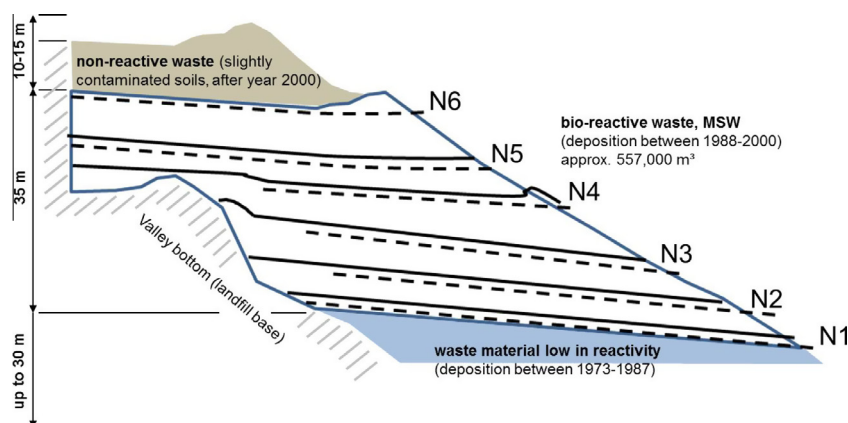 10-15 m
non-reactive waste (slightly
contaminated soils, after year 2000)
N6
bio-reactive waste, MSW
(deposition between 1988-2000)
approx. 557,000 m³
N5
35 m
N4
Valley bottom (landfill base)
N3
N2
N1
waste material low in reactivity
(deposition between 1973-1987)
up to 30 m